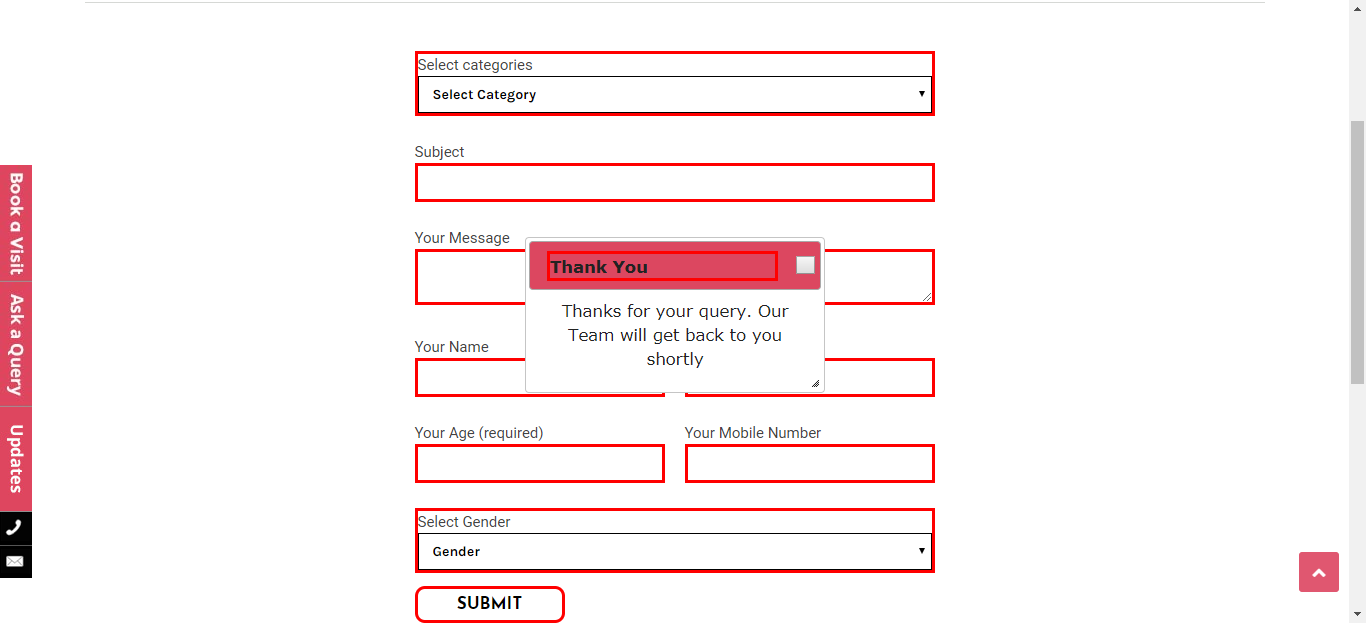 Select categories
Select Category
Subject
Your Message
Thank You
Thanks for your query. Our
Team will get back to you
shortly
Your Name
Your Age (required)
Your Mobile Number
Select Gender
Gender
SUBMIT
Book a Visit
Ask a Query
Updates